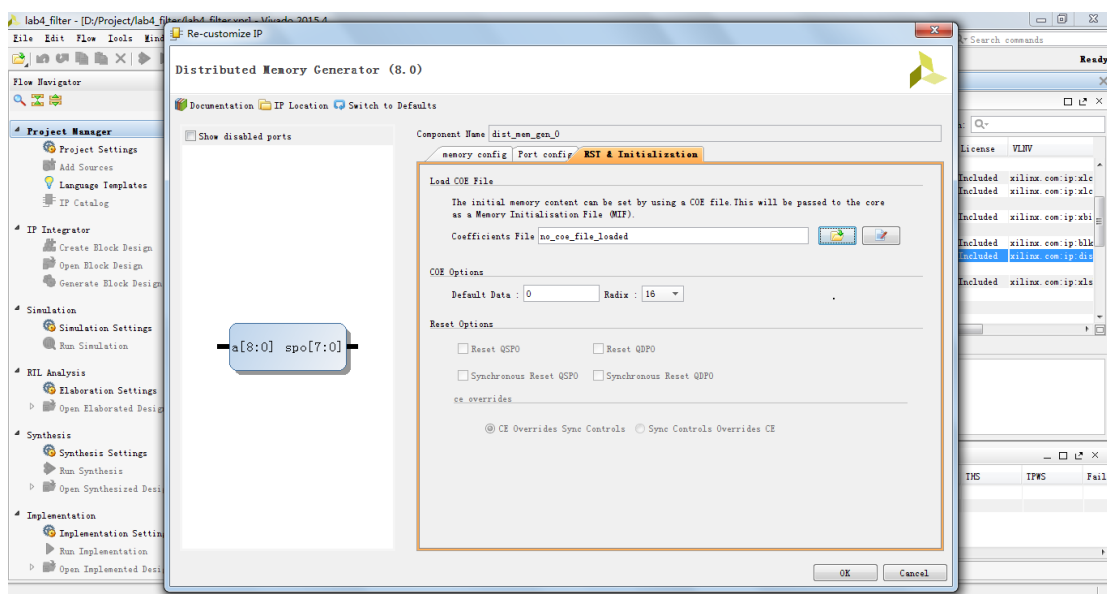 lab4_filter - [D:/Project/lab4_filter/lab4_filter.xpr] - Vivado 2015.4
File Edit Flow Tools Wind
Search commands
Ready
Flow Navigator
Project Manager
Project Settings
Add Sources
Language Templates
IP Catalog
IP Integrator
Create Block Design
Open Block Design
Generate Block Design
Simulation
Simulation Settings
Run Simulation
RTL Analysis
Elaboration Settings
Open Elaborated Desig
Synthesis
Synthesis Settings
Run Synthesis
Open Synthesized Desi
Implementation
Implementation Settin
Run Implementation
Open Implemented Desi
Re-customize IP
Distributed Memory Generator (8.0)
Documentation IP Location Switch to Defaults
Show disabled ports
a[8:0] spo[7:0]
Component Name dist_mem_gen_0
memory config Port config RST & Initialization
Load COE File
The initial memory content can be set by using a COE file.This will be passed to the core
as a Memory Initialisation File (MIF).
Coefficients File no_coe_file_loaded
COE Options
Default Data : 0 Radix : 16
Reset Options
Reset QSPO Reset QDPO
Synchronous Reset QSPO Synchronous Reset QDPO
ce overrides
CE Overrides Sync Controls Sync Controls Overrides CE
OK Cancel
License VLNV
Included xilinx.com:ip:xlc
Included xilinx.com:ip:xlc
Included xilinx.com:ip:xbi
Included xilinx.com:ip:blk
Included xilinx.com:ip:dis
Included xilinx.com:ip:xls
THS TPWS Fail